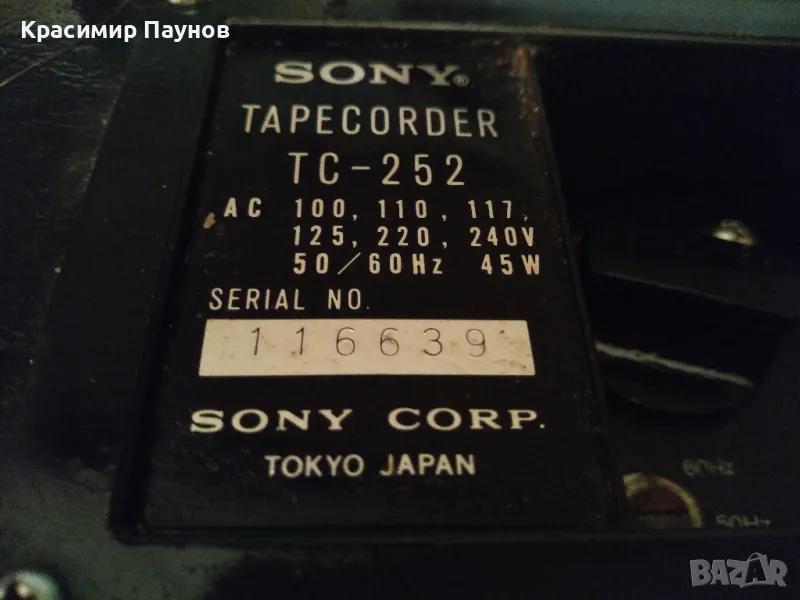 Красимир Паунов
SONY®
TAPECORDER
TC-252
AC 100, 110, 117,
125, 220, 240V
50/60Hz 45W
SERIAL NO.
116639
SONY CORP.
TOKYO JAPAN
60Hz
50Hz
BAZAR